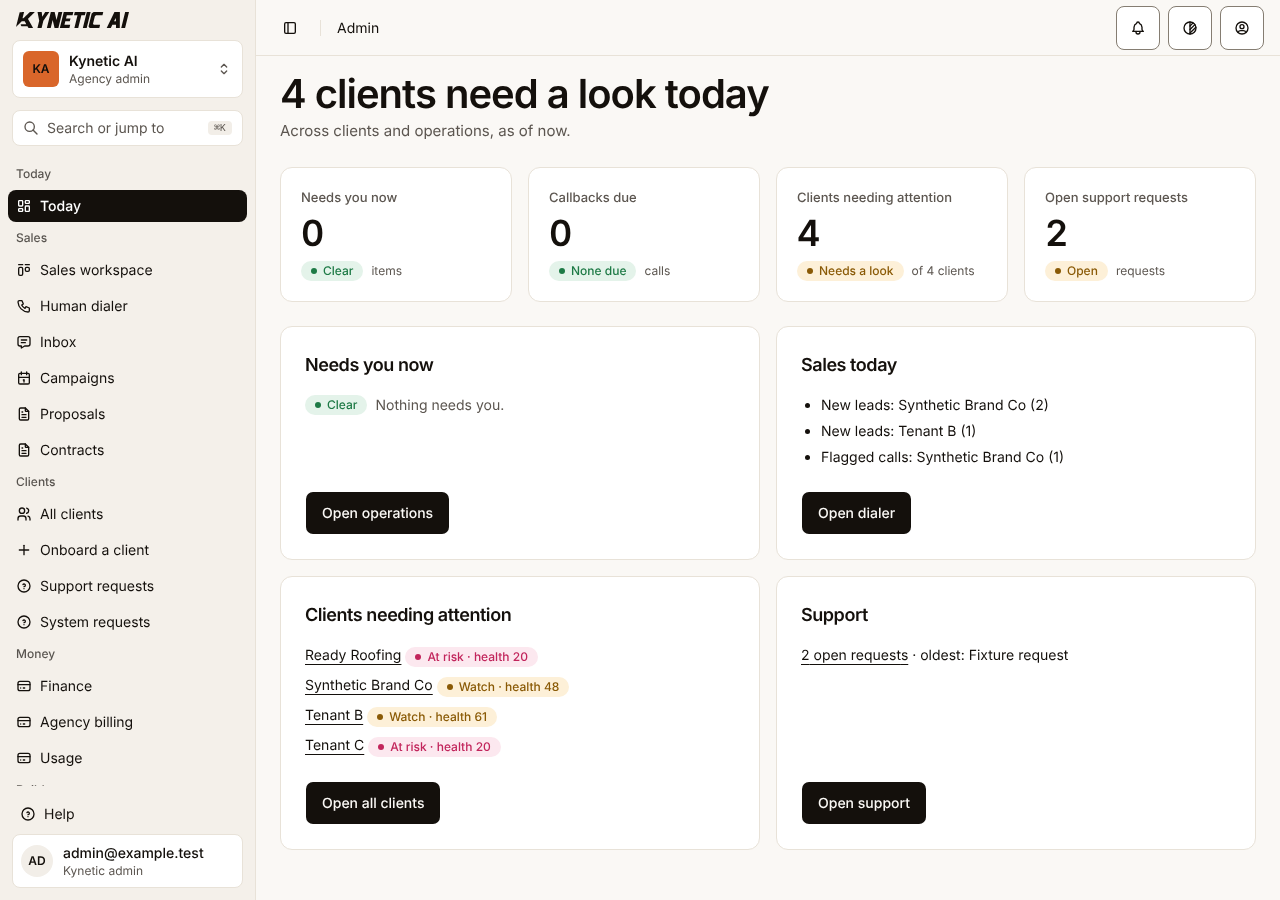 KYNETIC AI
KA
Kynetic AI
Agency admin
Search or jump to
⌘K
Today
Today
Sales
Sales workspace
Human dialer
Inbox
Campaigns
Proposals
Contracts
Clients
All clients
Onboard a client
Support requests
System requests
Money
Finance
Agency billing
Usage
Help
AD
admin@example.test
Kynetic admin
Admin
4 clients need a look today
Across clients and operations, as of now.
Needs you now
0
Clear items
Callbacks due
0
None due calls
Clients needing attention
4
Needs a look of 4 clients
Open support requests
2
Open requests
Needs you now
Clear Nothing needs you.
Open operations
Sales today
• New leads: Synthetic Brand Co (2)
• New leads: Tenant B (1)
• Flagged calls: Synthetic Brand Co (1)
Open dialer
Clients needing attention
Ready Roofing At risk · health 20
Synthetic Brand Co Watch · health 48
Tenant B Watch · health 61
Tenant C At risk · health 20
Open all clients
Support
2 open requests · oldest: Fixture request
Open support